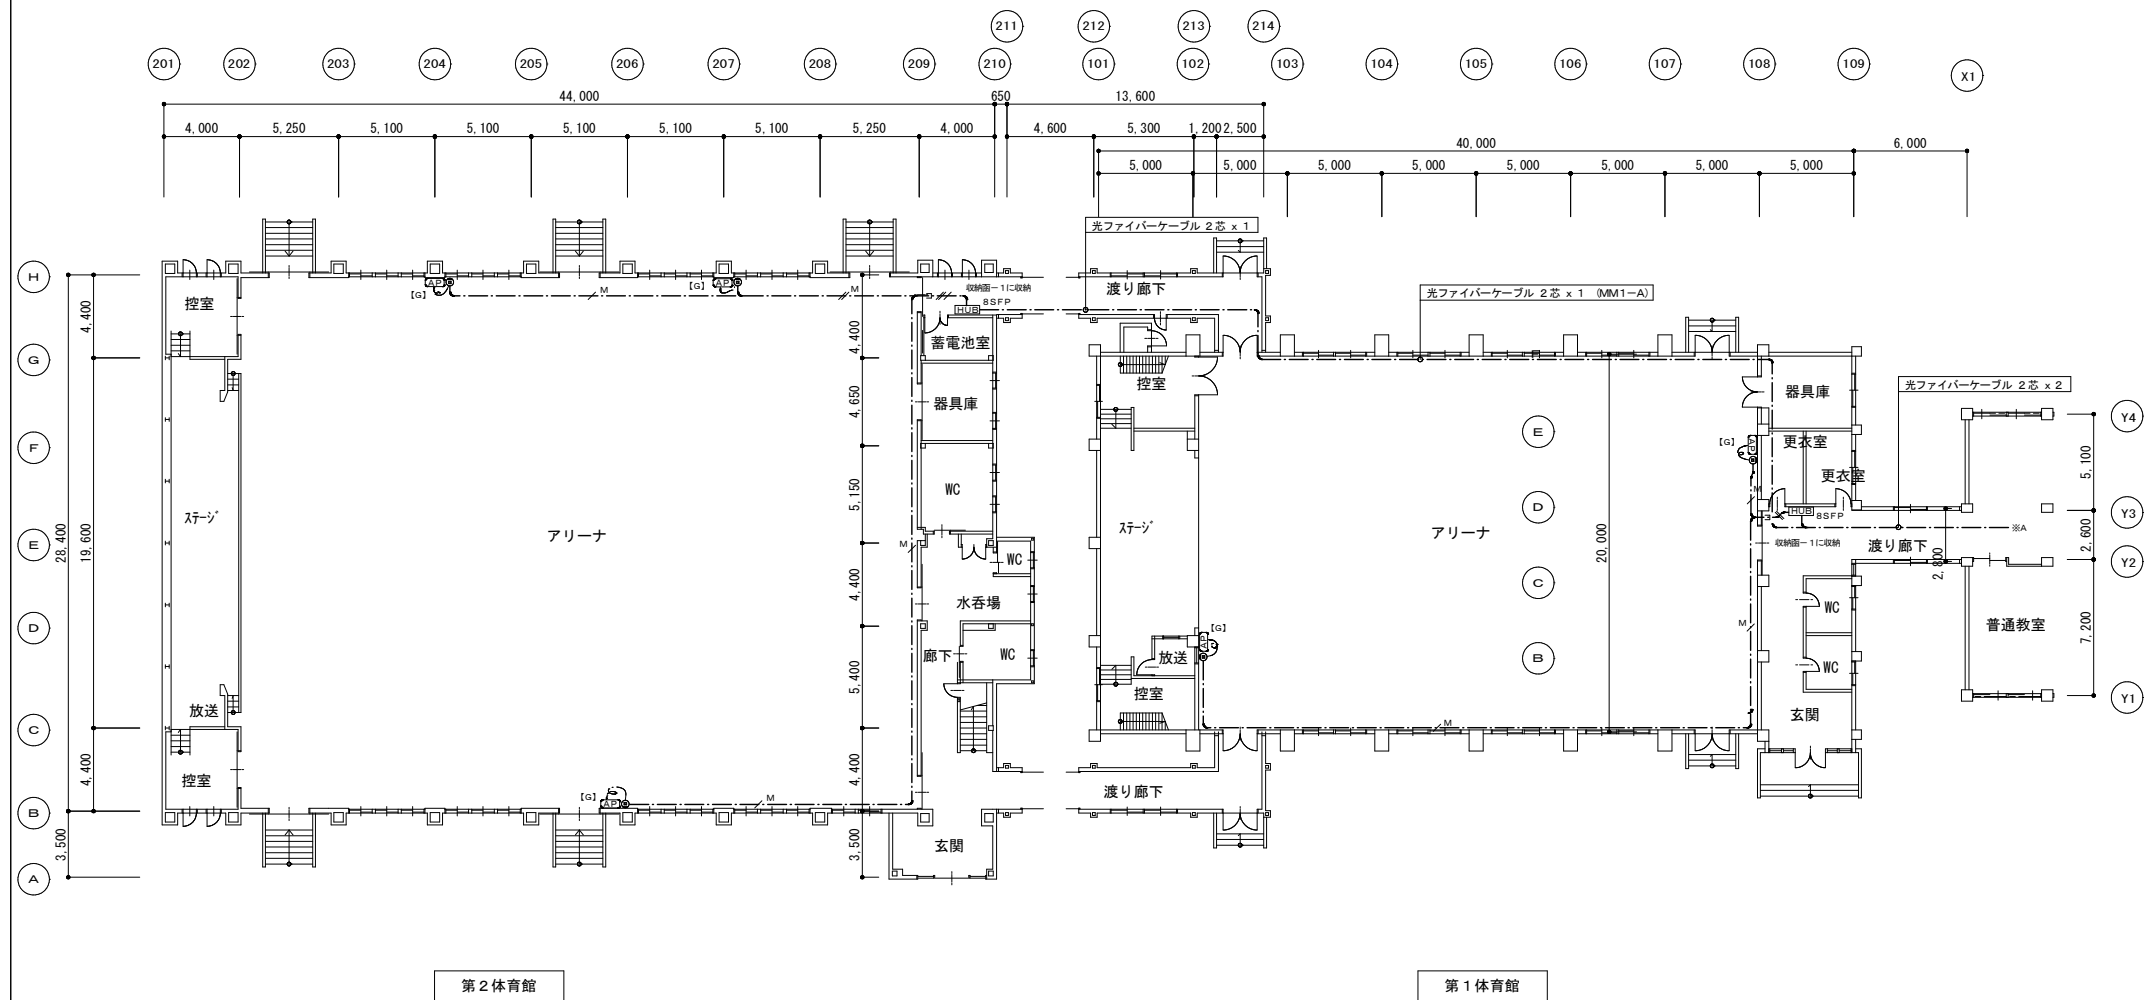 211 212 213 214
201 202 203 204 205 206 207 208 209 210 101 102 103 104 105 106 107 108 109 X1
44,000 650 13,600
4,000 5,250 5,100 5,100 5,100 5,100 5,100 5,250 4,000 4,600 5,300 1,200 2,500
40,000 6,000
5,000 5,000 5,000 5,000 5,000 5,000 5,000 5,000
光ファイバーケーブル 2芯 x 1
H
G
F
E
D
C
B
A
4,400
19,600
28,400
4,400
3,500
控室
ステージ
放送
控室
アリーナ
【G】 AP M
【G】 AP M
【G】 AP M
M
収納函-1に収納
8SFP
HUB
蓄電池室
器具庫
WC
WC
水呑場
廊下
WC
玄関
4,400
4,650
5,150
4,400
5,400
4,400
3,500
渡り廊下
控室
ステージ
放送
控室
渡り廊下
光ファイバーケーブル 2芯 x 1 (MM1-A)
アリーナ
【G】 AP
M
E
D
C
B
20,000
【G】 AP
M
M
器具庫
更衣室
更衣室
HUB 8SFP
収納函-1に収納
渡り廊下
2,800
WC
WC
玄関
光ファイバーケーブル 2芯 x 2
※A
普通教室
5,100
2,600
7,200
Y4
Y3
Y2
Y1
第2体育館
第1体育館